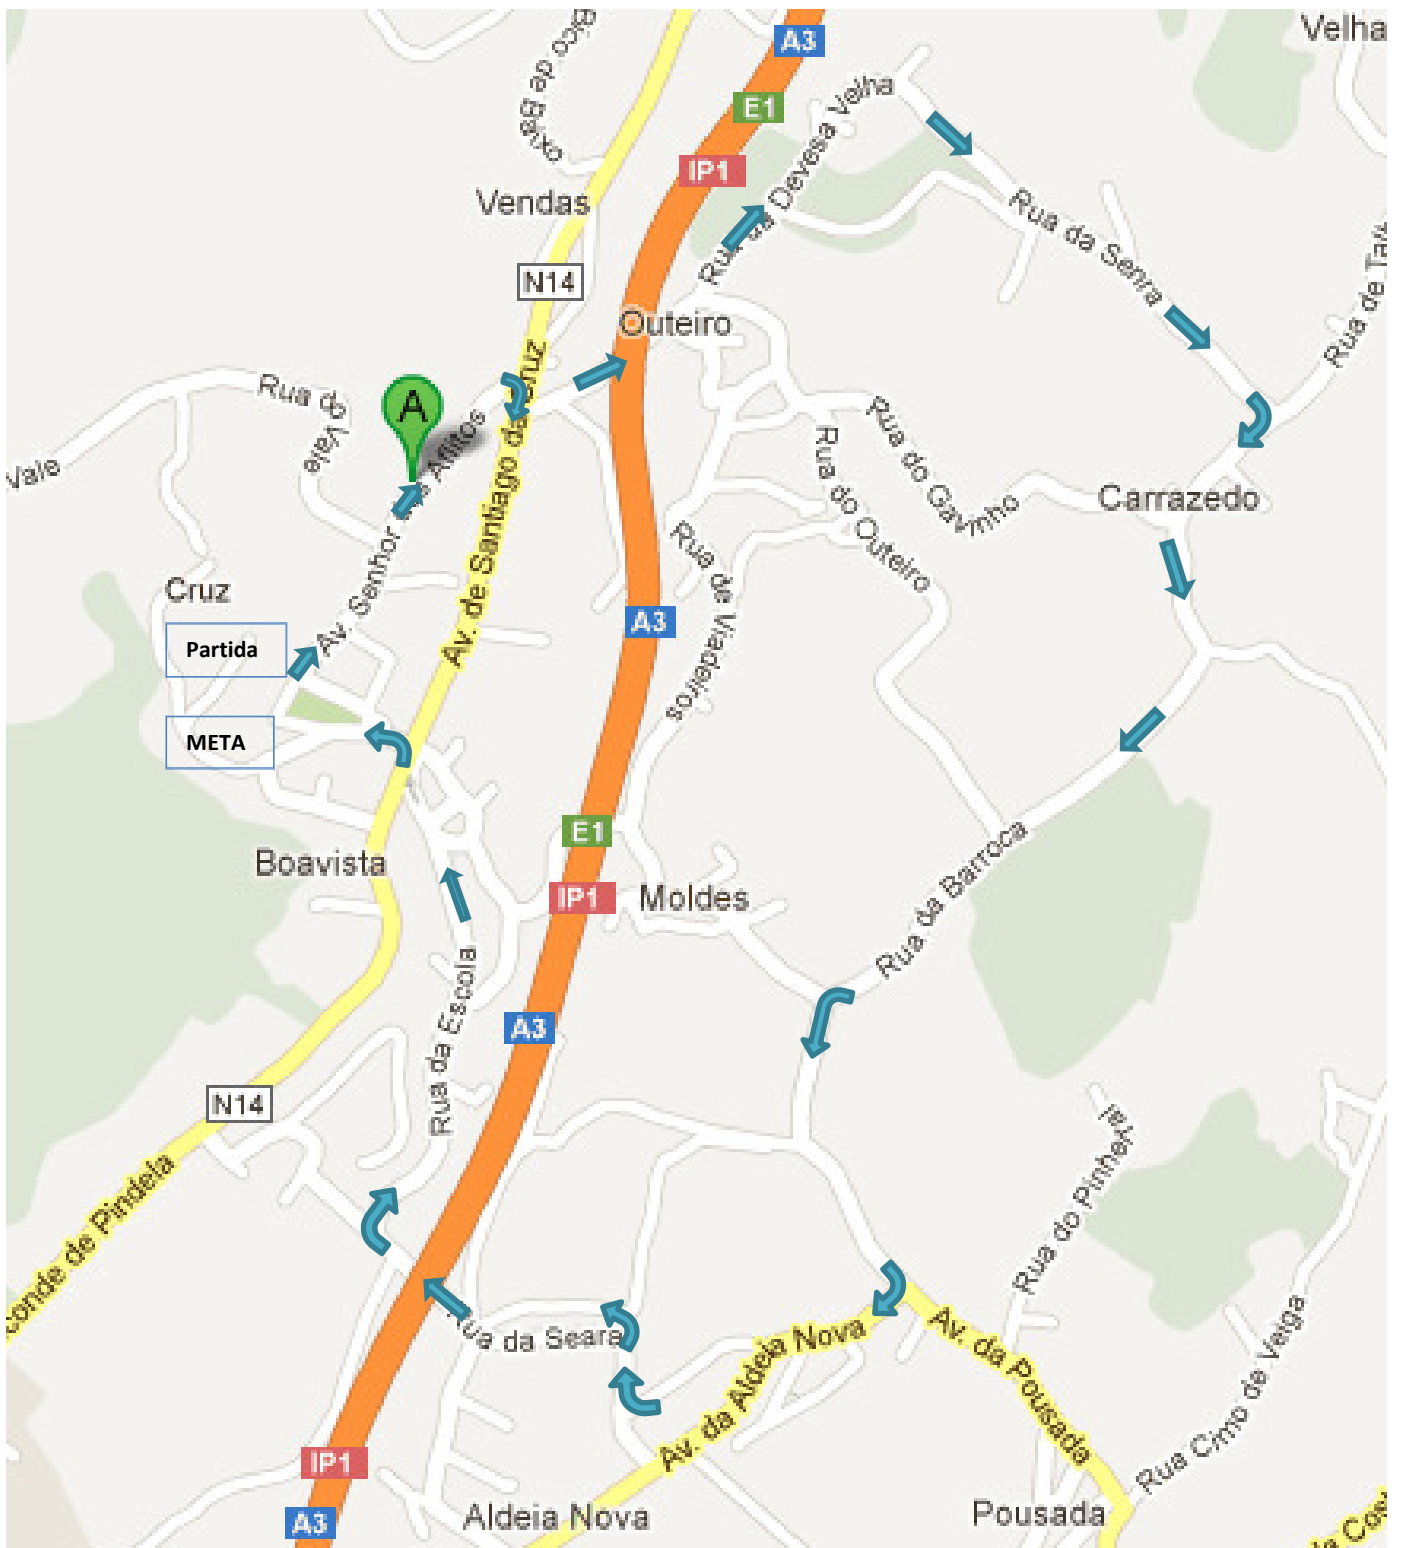 A3
Velha
Bico de Baixo
E1
Rua da Devesa Velha
IP1
Vendas
Rua da Senra
N14
Outeiro
Rua de Talh
Rua do Vale
A
Vale
Av. Senhor dos Aflitos
Av. de Santiago da Cruz
Rua do Gavinho
Rua do Outeiro
Carrazedo
Rua de Viadeiros
Cruz
A3
Partida
META
E1
Boavista
IP1
Moldes
Rua da Barroca
Rua da Escola
A3
N14
conde de Pindela
Rua do Pinheiral
Rua da Seara
Av. da Aldeia Nova
Av. da Pousada
Rua Cimo de Veiga
IP1
A3
Aldeia Nova
Pousada